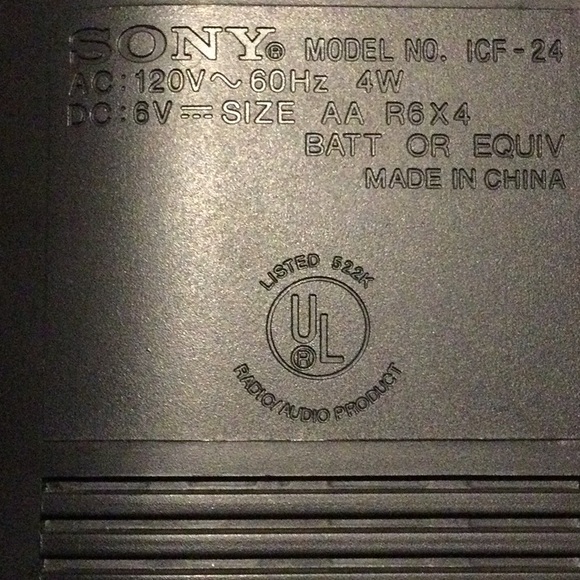 SONY® MODEL NO. ICF-24
AC:120V～60Hz 4W
DC:6V⎓SIZE AA R6X4
BATT OR EQUIV
MADE IN CHINA
LISTED 522K
UL®
RADIO/AUDIO PRODUCT